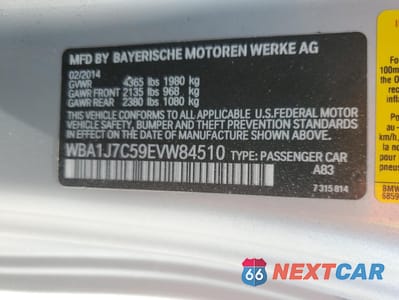 MFD BY BAYERISCHE MOTOREN WERKE AG
02/2014
GVWR 4365 lbs 1980 kg
GAWR FRONT 2135 lbs 968 kg
GAWR REAR 2380 lbs 1080 kg
THIS VEHICLE CONFORMS TO ALL APPLICABLE U.S.FEDERAL MOTOR
VEHICLE SAFETY, BUMPER, AND THEFT PREVENTION STANDARDS
IN EFFECT ON THE DATE OF MANUFACTURE SHOWN ABOVE.
WBA1J7C59EVW84510 TYPE: PASSENGER CAR
A83
7 315 814
BMW
6859
66 NEXTCAR